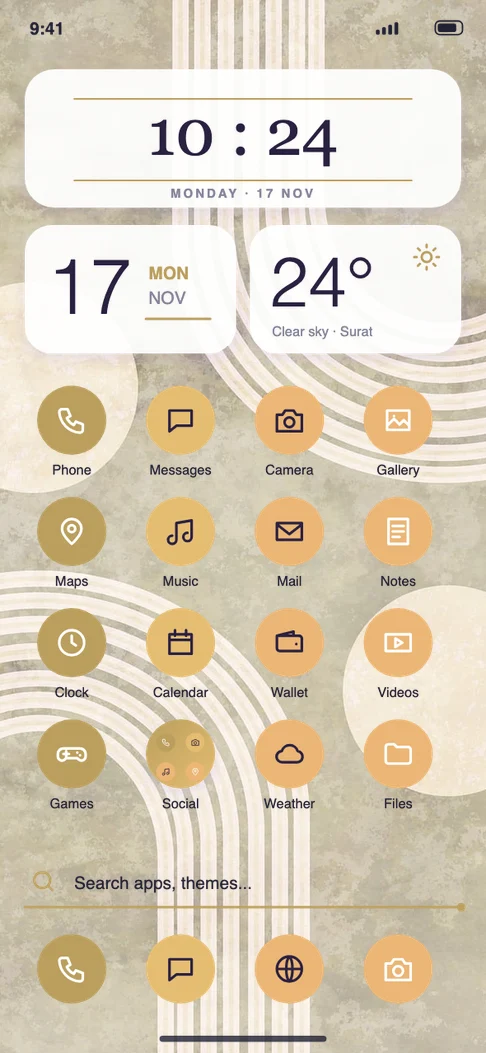 9:41
10 : 24
MONDAY · 17 NOV
17
MON
NOV
24°
Clear sky · Surat
Phone
Messages
Camera
Gallery
Maps
Music
Mail
Notes
Clock
Calendar
Wallet
Videos
Games
Social
Weather
Files
Search apps, themes...